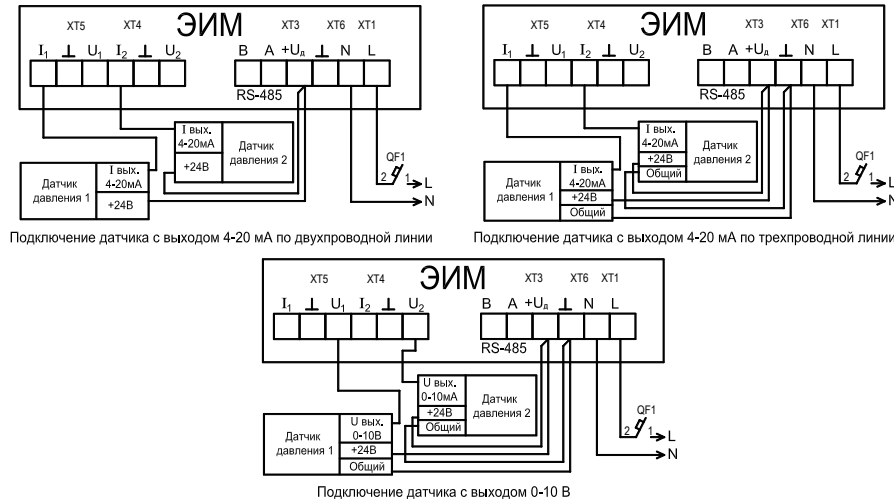 XT5 XT4 ЭИМ XT3 XT6 XT1
I₁ ⊥ U₁ I₂ ⊥ U₂ B A +Uд ⊥ N L
RS-485
I вых.
4-20мА
+24В
Датчик
давления 2
Датчик
давления 1
I вых.
4-20мА
+24В
QF1
2 1 L
N
Подключение датчика с выходом 4-20 мА по двухпроводной линии
XT5 XT4 ЭИМ XT3 XT6 XT1
I₁ ⊥ U₁ I₂ ⊥ U₂ B A +Uд ⊥ N L
RS-485
I вых.
4-20мА
+24В
Общий
Датчик
давления 2
Датчик
давления 1
I вых.
4-20мА
+24В
Общий
QF1
2 1 L
N
Подключение датчика с выходом 4-20 мА по трехпроводной линии
XT5 XT4 ЭИМ XT3 XT6 XT1
I₁ ⊥ U₁ I₂ ⊥ U₂ B A +Uд ⊥ N L
RS-485
U вых.
0-10мА
+24В
Общий
Датчик
давления 2
Датчик
давления 1
U вых.
0-10В
+24В
Общий
QF1
2 1 L
N
Подключение датчика с выходом 0-10 В